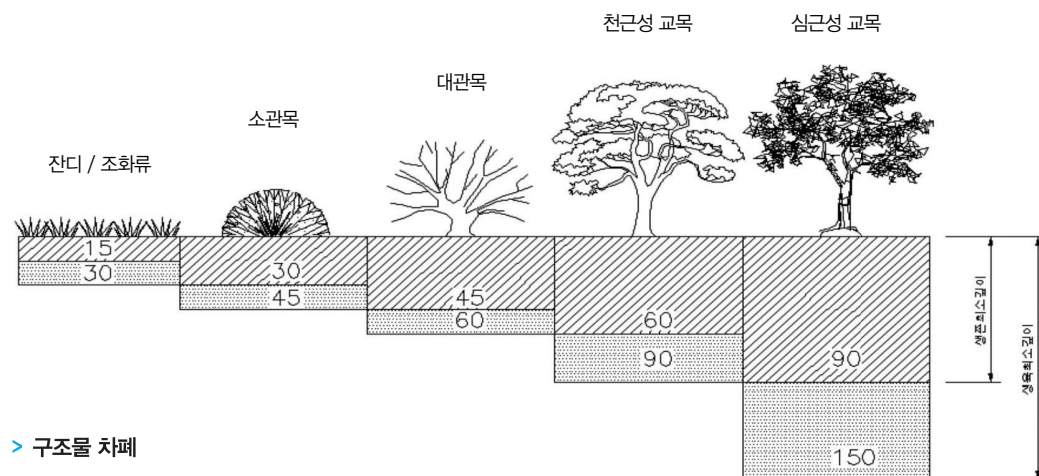 천근성 교목
심근성 교목
대관목
소관목
잔디 / 조화류
15
30
30
45
45
60
60
90
90
150
생존최소깊이
생육최소깊이
> 구조물 차폐